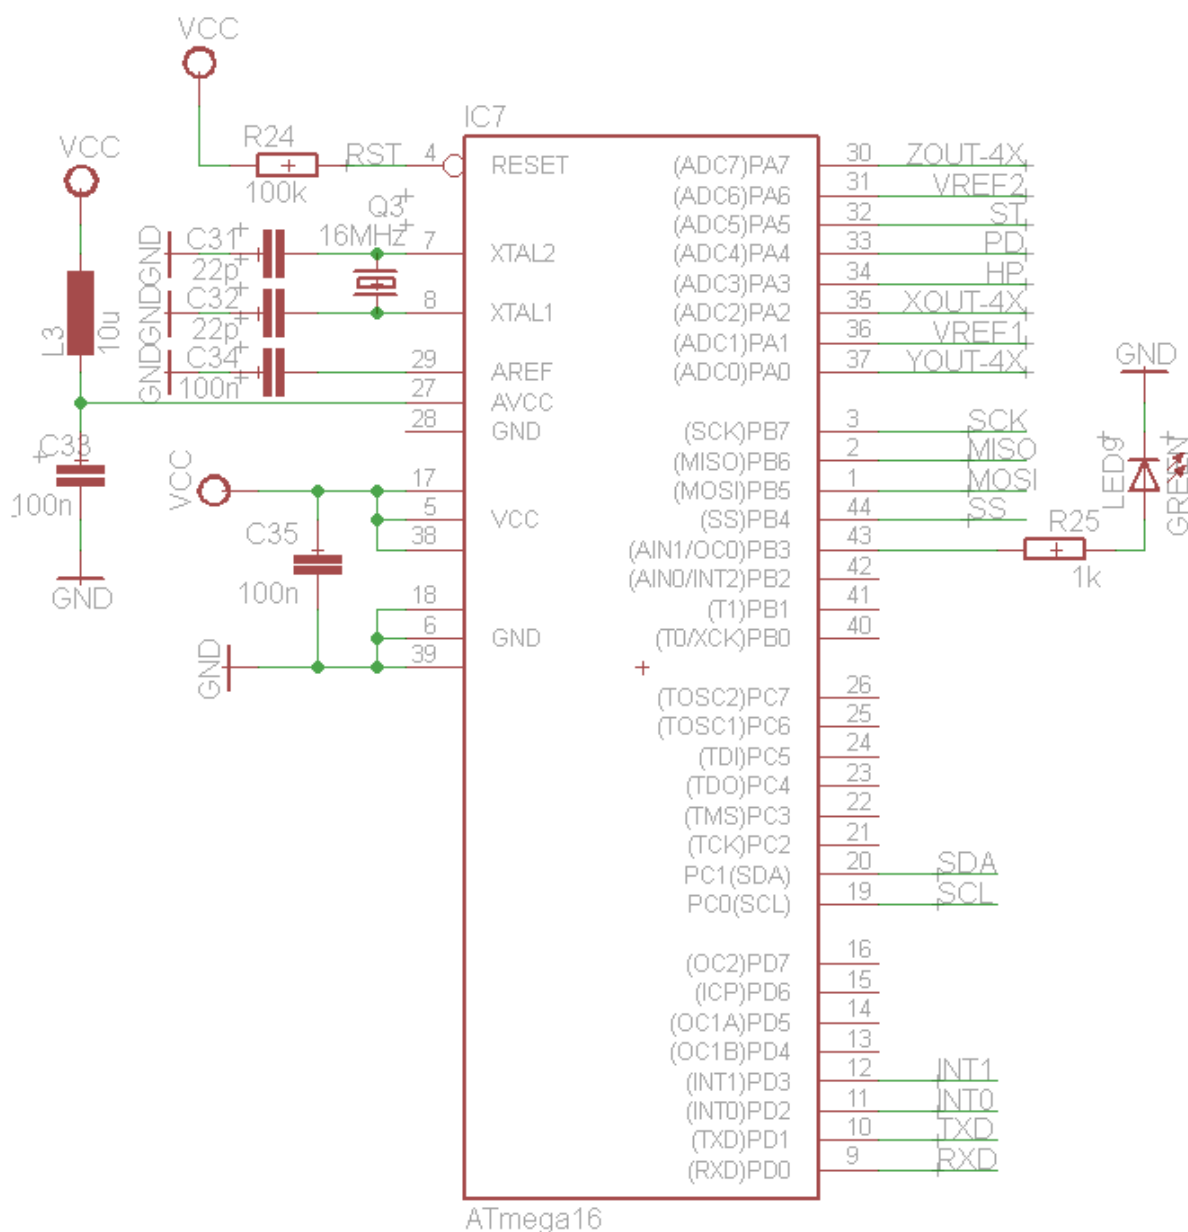 VCC
IC7
R24
RST
4
RESET
100k
VCC
Q3
16MHz
GND
C31
22p
7
XTAL2
GND
C32
22p
8
XTAL1
GND
C34
100n
29
AREF
L3
10u
27
AVCC
28
GND
C33
100n
GND
VCC
17
5
VCC
38
C35
100n
18
6
GND
39
GND
(ADC7)PA7 30 ZOUT-4X
(ADC6)PA6 31 VREF2
(ADC5)PA5 32 ST
(ADC4)PA4 33 PD
(ADC3)PA3 34 HP
(ADC2)PA2 35 XOUT-4X
(ADC1)PA1 36 VREF1
(ADC0)PA0 37 YOUT-4X
(SCK)PB7 3 SCK
(MISO)PB6 2 MISO
(MOSI)PB5 1 MOSI
(SS)PB4 44 SS
(AIN1/OC0)PB3 43
(AIN0/INT2)PB2 42
(T1)PB1 41
(T0/XCK)PB0 40
GND
LED9
GREEN
R25
1k
(TOSC2)PC7 26
(TOSC1)PC6 25
(TDI)PC5 24
(TDO)PC4 23
(TMS)PC3 22
(TCK)PC2 21
PC1(SDA) 20 SDA
PC0(SCL) 19 SCL
(OC2)PD7 16
(ICP)PD6 15
(OC1A)PD5 14
(OC1B)PD4 13
(INT1)PD3 12 INT1
(INT0)PD2 11 INT0
(TXD)PD1 10 TXD
(RXD)PD0 9 RXD
ATmega16